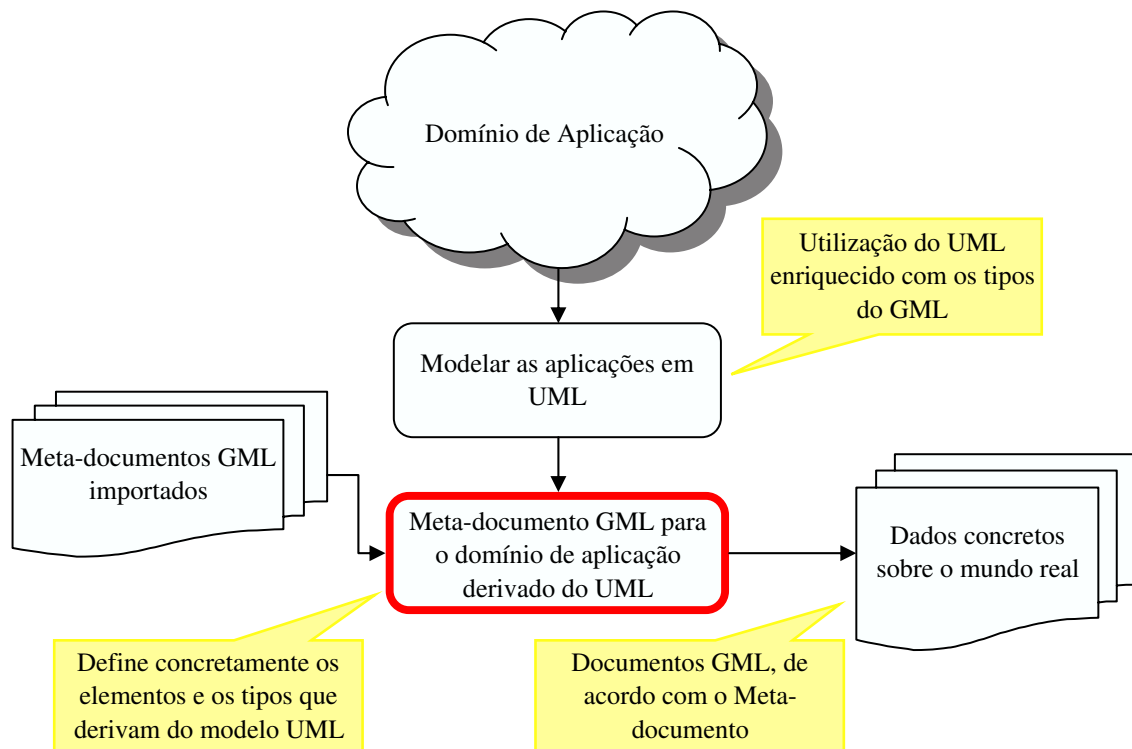 Domínio de Aplicação
Utilização do UML
enriquecido com os tipos
do GML
Modelar as aplicações em
UML
Meta-documentos GML
importados
Meta-documento GML para
o domínio de aplicação
derivado do UML
Dados concretos
sobre o mundo real
Define concretamente os
elementos e os tipos que
derivam do modelo UML
Documentos GML, de
acordo com o Meta-
documento